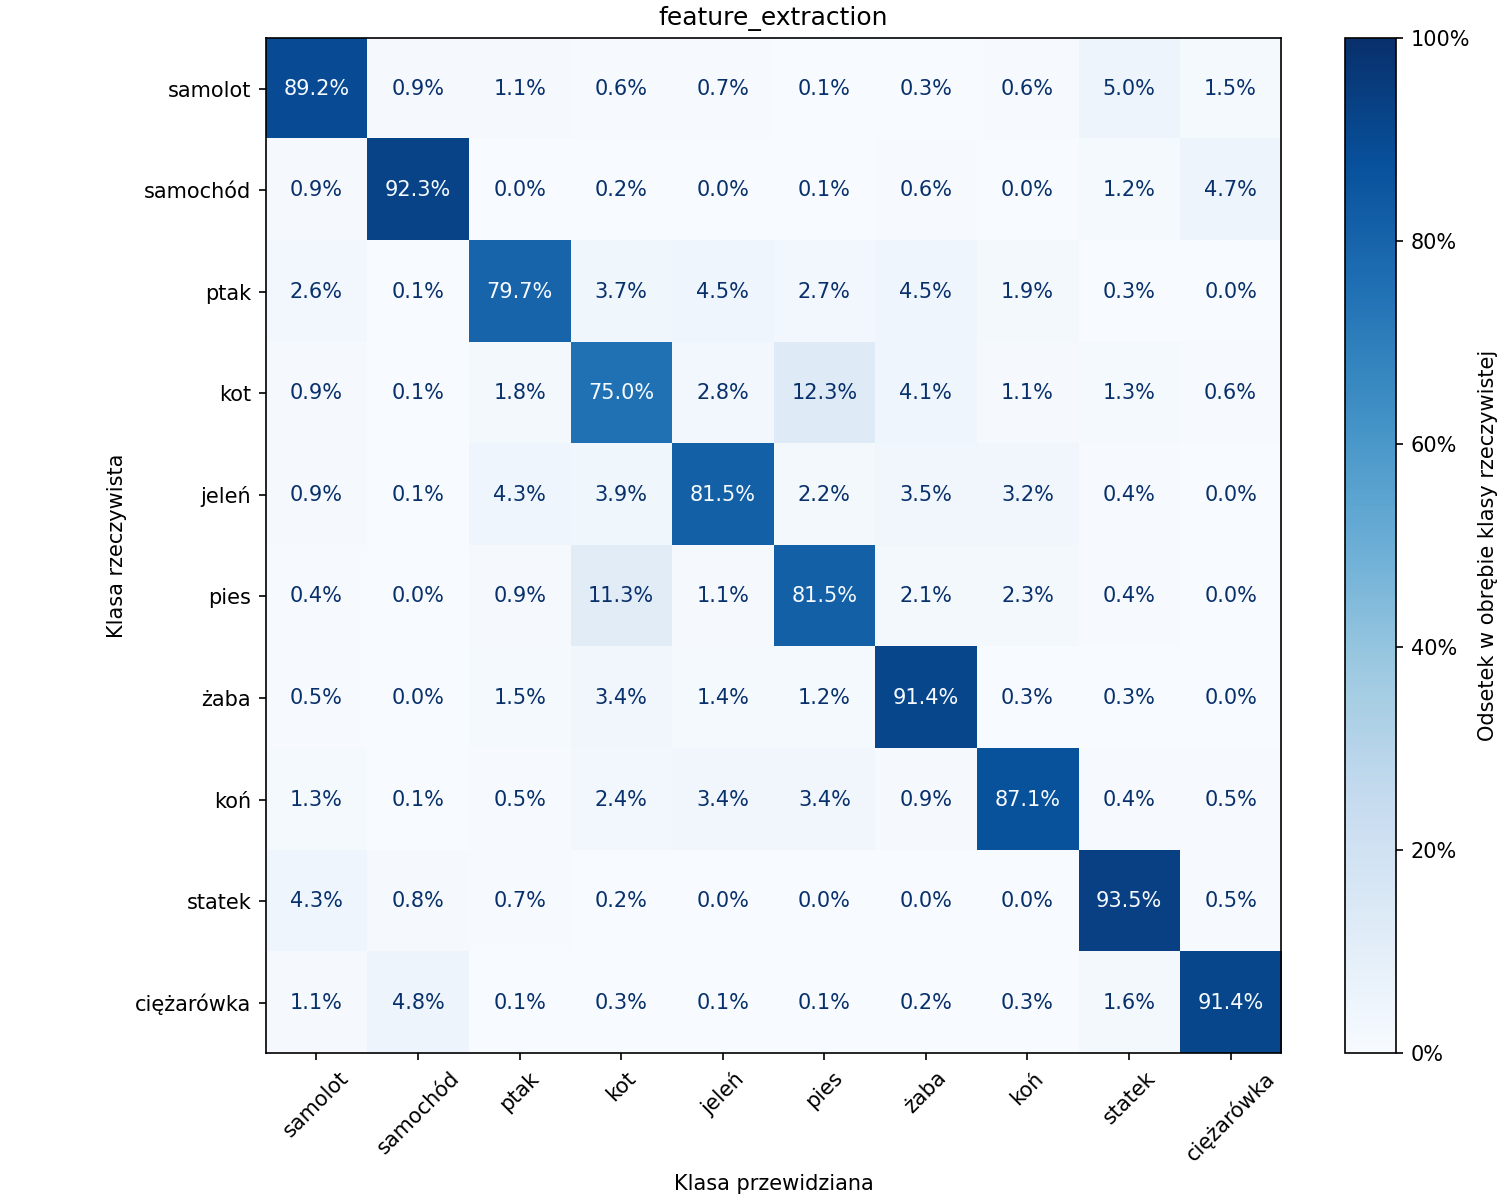 feature_extraction
samolot 89.2% 0.9% 1.1% 0.6% 0.7% 0.1% 0.3% 0.6% 5.0% 1.5%
samochód 0.9% 92.3% 0.0% 0.2% 0.0% 0.1% 0.6% 0.0% 1.2% 4.7%
ptak 2.6% 0.1% 79.7% 3.7% 4.5% 2.7% 4.5% 1.9% 0.3% 0.0%
kot 0.9% 0.1% 1.8% 75.0% 2.8% 12.3% 4.1% 1.1% 1.3% 0.6%
jeleń 0.9% 0.1% 4.3% 3.9% 81.5% 2.2% 3.5% 3.2% 0.4% 0.0%
pies 0.4% 0.0% 0.9% 11.3% 1.1% 81.5% 2.1% 2.3% 0.4% 0.0%
żaba 0.5% 0.0% 1.5% 3.4% 1.4% 1.2% 91.4% 0.3% 0.3% 0.0%
koń 1.3% 0.1% 0.5% 2.4% 3.4% 3.4% 0.9% 87.1% 0.4% 0.5%
statek 4.3% 0.8% 0.7% 0.2% 0.0% 0.0% 0.0% 0.0% 93.5% 0.5%
ciężarówka 1.1% 4.8% 0.1% 0.3% 0.1% 0.1% 0.2% 0.3% 1.6% 91.4%
samolot samochód ptak kot jeleń pies żaba koń statek ciężarówka
Klasa przewidziana
Klasa rzeczywista
100%
80%
60%
40%
20%
0%
Odsetek w obrębie klasy rzeczywistej